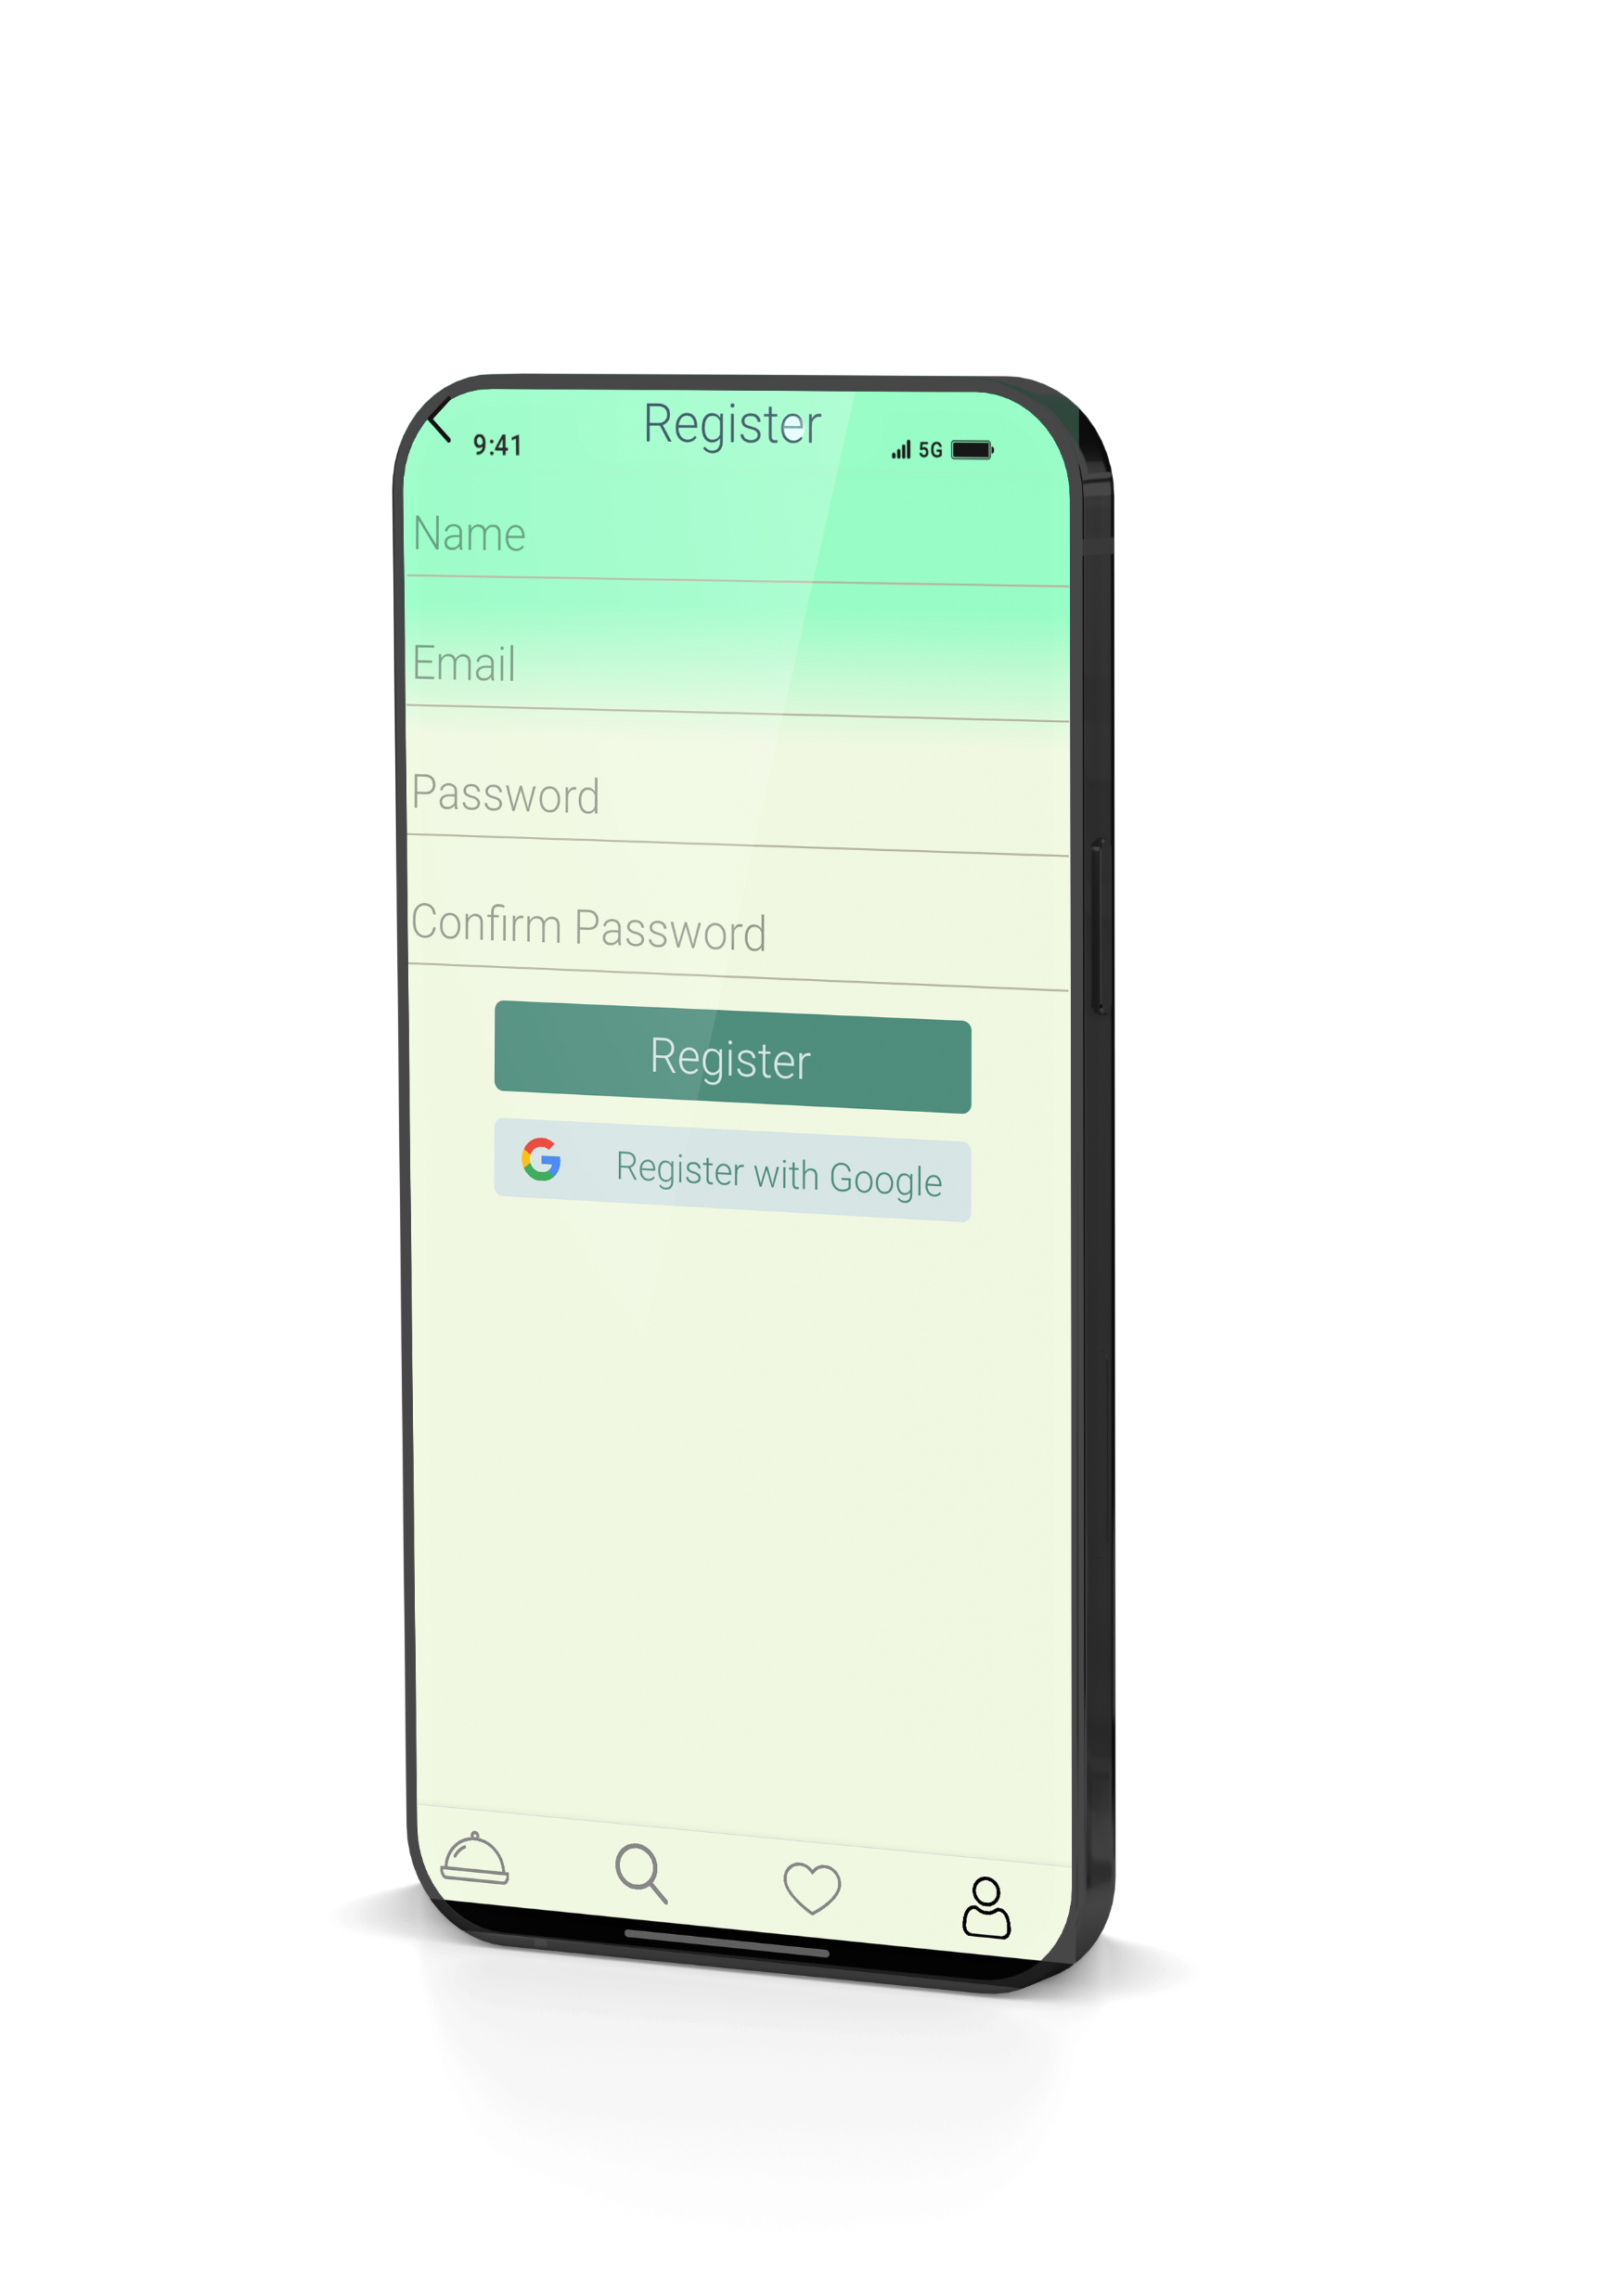 Register
9:41 5G
Name
Email
Password
Confirm Password
Register
Register with Google